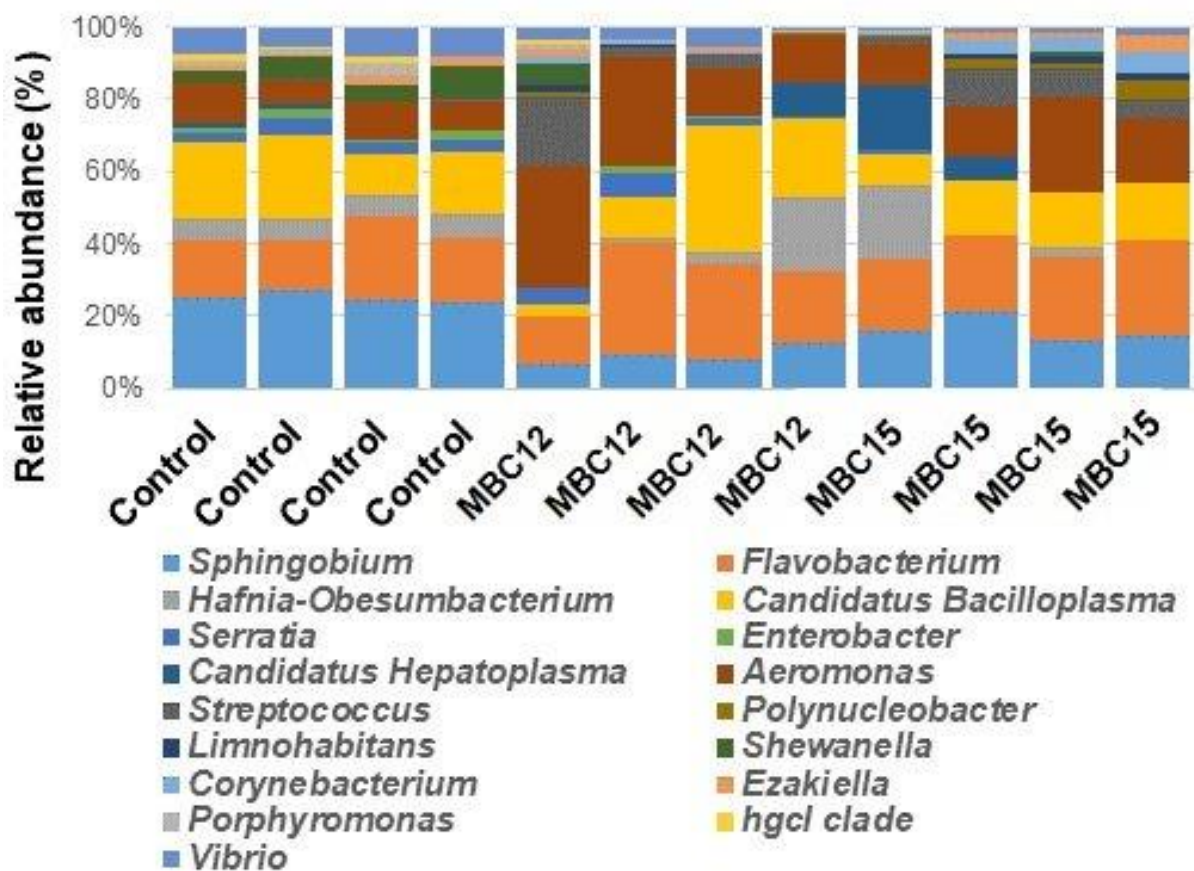 Relative abundance (%)
100%
80%
60%
40%
20%
0%
Control
Control
Control
Control
MBC12
MBC12
MBC12
MBC12
MBC15
MBC15
MBC15
MBC15
Sphingobium
Flavobacterium
Hafnia-Obesumbacterium
Candidatus Bacilloplasma
Serratia
Enterobacter
Candidatus Hepatoplasma
Aeromonas
Streptococcus
Polynucleobacter
Limnohabitans
Shewanella
Corynebacterium
Ezakiella
Porphyromonas
hgcl clade
Vibrio